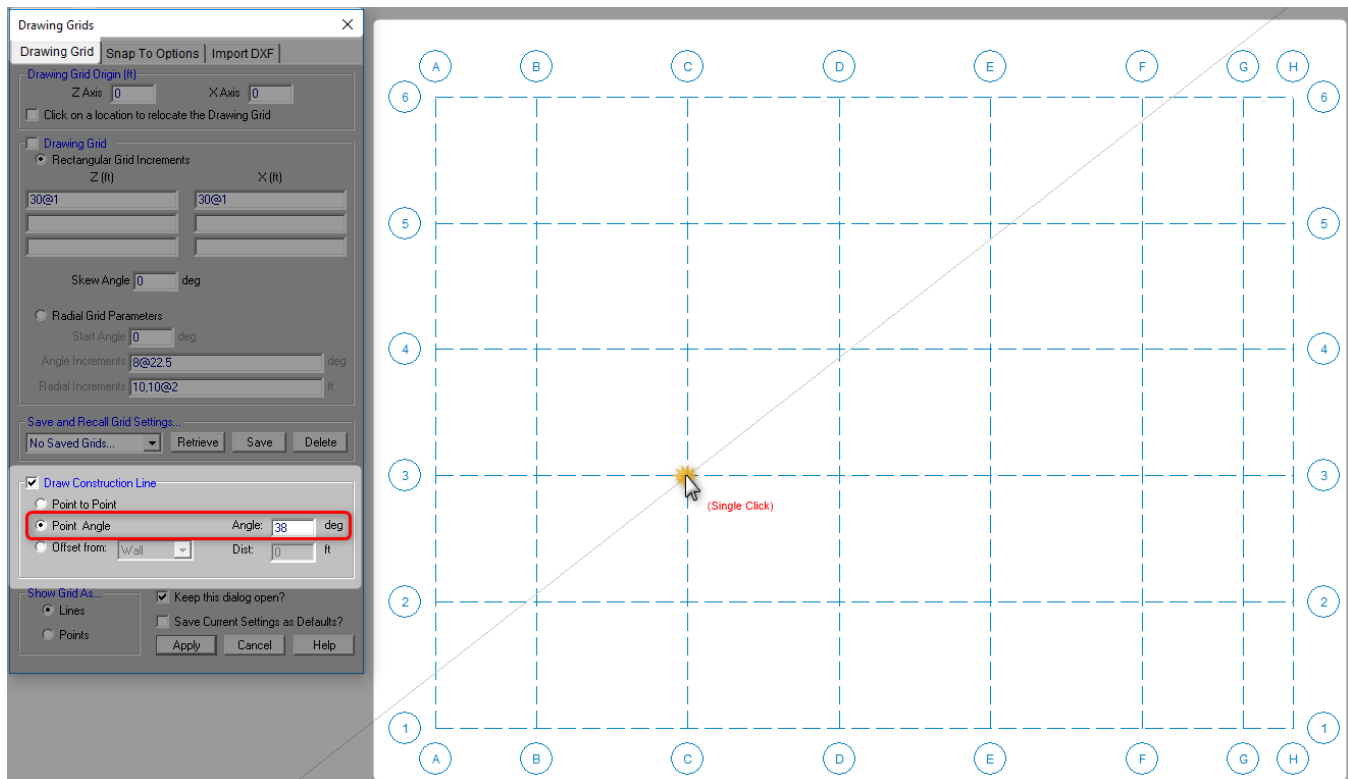 Drawing Grids
Drawing Grid Snap To Options Import DXF
Drawing Grid Origin (ft)
Z Axis 0 X Axis 0
Click on a location to relocate the Drawing Grid
Drawing Grid
Rectangular Grid Increments
Z (ft) X (ft)
30@1 30@1
Skew Angle 0 deg
Radial Grid Parameters
Start Angle 0 deg
Angle Increments 8@22.5 deg
Radial Increments 10,10@2 ft
Save and Recall Grid Settings...
No Saved Grids... Retrieve Save Delete
Draw Construction Line
Point to Point
Point Angle Angle: 38 deg
Offset from: Wall Dist: 0 ft
Show Grid As...
Lines
Points
Keep this dialog open?
Save Current Settings as Defaults?
Apply Cancel Help
A B C D E F G H
6 6
5 5
4 4
3 3
(Single Click)
2 2
1 1
A B C D E F G H